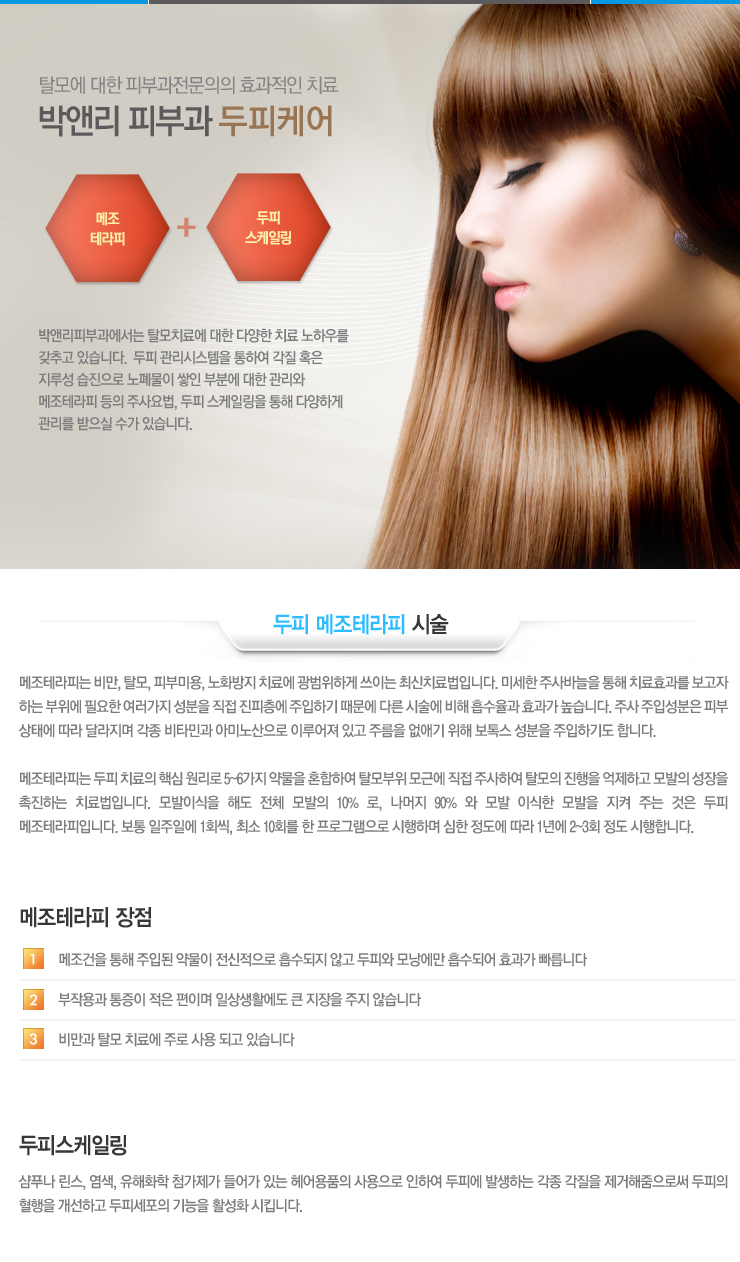 탈모에 대한 피부과전문의의 효과적인 치료
박앤리 피부과 두피케어
메조
테라피
+
두피
스케일링
박앤리피부과에서는 탈모치료에 대한 다양한 치료 노하우를
갖추고 있습니다. 두피 관리시스템을 통하여 각질 혹은
지루성 습진으로 노폐물이 쌓인 부분에 대한 관리와
메조테라피 등의 주사요법, 두피 스케일링을 통해 다양하게
관리를 받으실 수가 있습니다.
두피 메조테라피 시술
메조테라피는 비만, 탈모, 피부미용, 노화방지 치료에 광범위하게 쓰이는 최신치료법입니다. 미세한 주사바늘을 통해 치료효과를 보고자
하는 부위에 필요한 여러가지 성분을 직접 진피층에 주입하기 때문에 다른 시술에 비해 흡수율과 효과가 높습니다. 주사 주입성분은 피부
상태에 따라 달라지며 각종 비타민과 아미노산으로 이루어져 있고 주름을 없애기 위해 보톡스 성분을 주입하기도 합니다.
메조테라피는 두피 치료의 핵심 원리로 5~6가지 약물을 혼합하여 탈모부위 모근에 직접 주사하여 탈모의 진행을 억제하고 모발의 성장을
촉진하는 치료법입니다. 모발이식을 해도 전체 모발의 10% 로, 나머지 90% 와 모발 이식한 모발을 지켜 주는 것은 두피
메조테라피입니다. 보통 일주일에 1회씩, 최소 10회를 한 프로그램으로 시행하며 심한 정도에 따라 1년에 2~3회 정도 시행합니다.
메조테라피 장점
1 메조건을 통해 주입된 약물이 전신적으로 흡수되지 않고 두피와 모낭에만 흡수되어 효과가 빠릅니다
2 부작용과 통증이 적은 편이며 일상생활에도 큰 지쟝을 주지 않습니다
3 비만과 탈모 치료에 주로 사용 되고 있습니다
두피스케일링
샴푸나 린스, 염색, 유해화학 첨가제가 들어가 있는 헤어용품의 사용으로 인하여 두피에 발생하는 각종 각질을 제거해줌으로써 두피의
혈행을 개선하고 두피세포의 기능을 활성화 시킵니다.